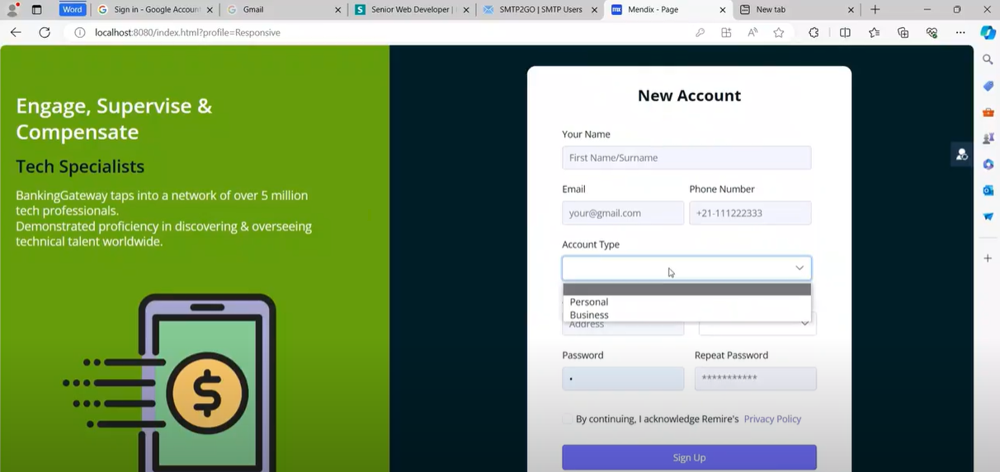 Word
Sign in - Google Accoun
Gmail
Senior Web Developer |
SMTP2GO | SMTP Users
mx
Mendix - Page
New tab
localhost:8080/index.html?profile=Responsive
Engage, Supervise &
Compensate
Tech Specialists
BankingGateway taps into a network of over 5 million
tech professionals.
Demonstrated proficiency in discovering & overseeing
technical talent worldwide.
$
New Account
Your Name
First Name/Surname
Email
Phone Number
your@gmail.com
+21-111222333
Account Type
Personal
Business
Address
Password
Repeat Password
•
***********
By continuing, I acknowledge Remire's Privacy Policy
Sign Up